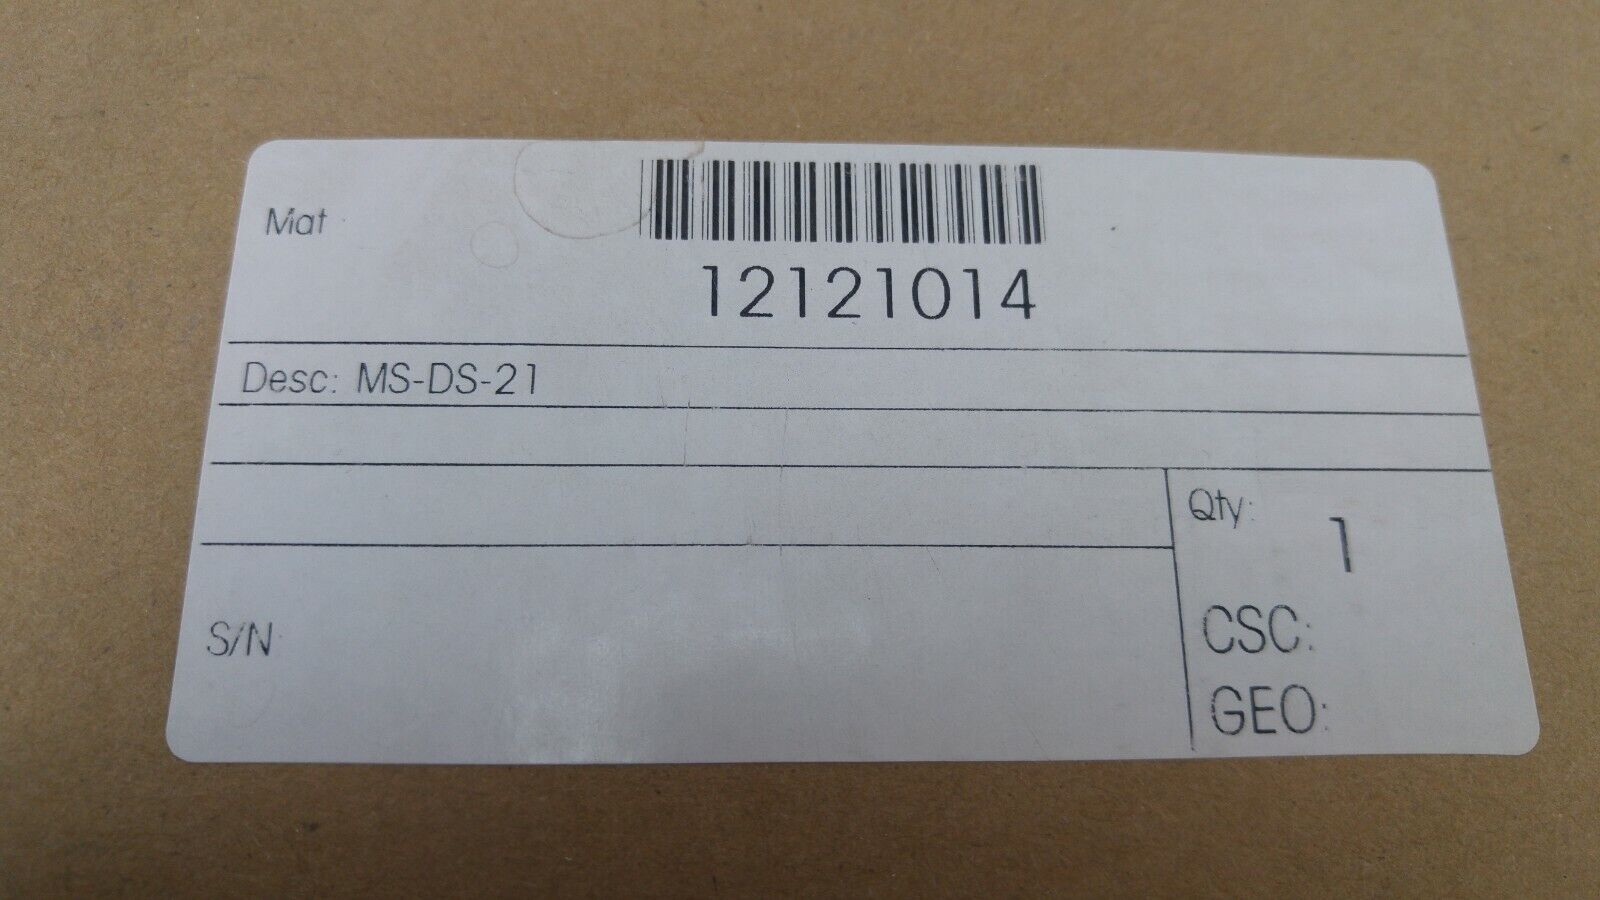 Mat
12121014
Desc: MS-DS-21
Qty:
1
S/N
CSC:
GEO: